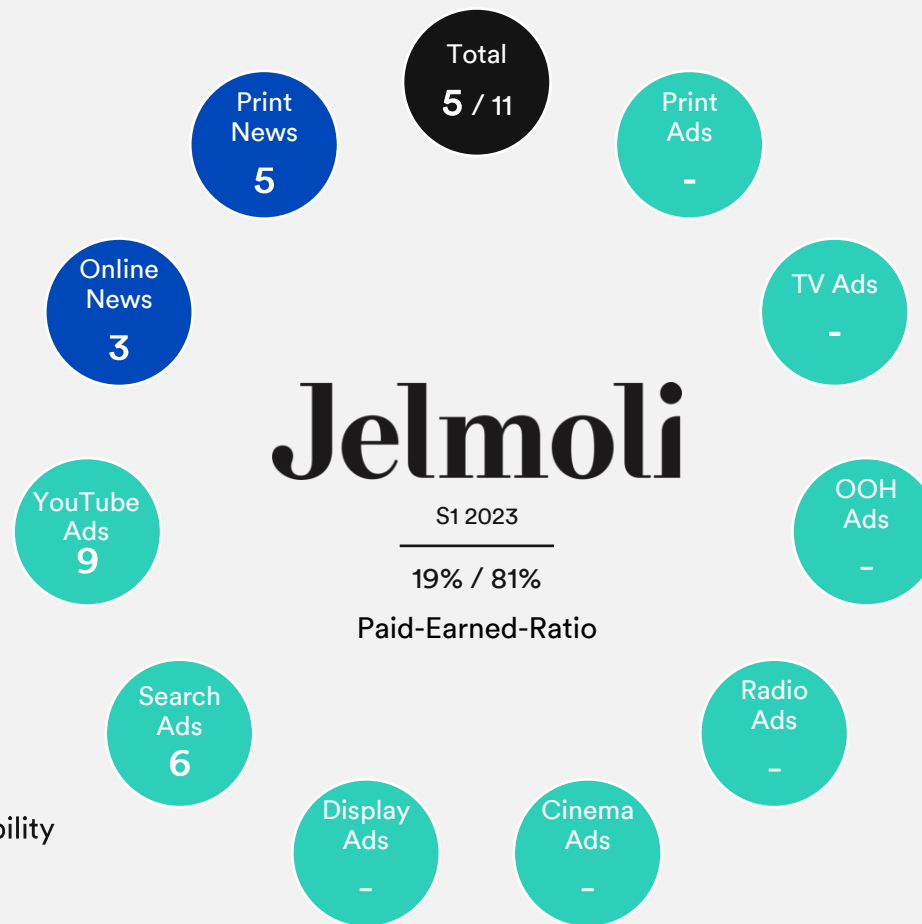 Total
5 / 11
Print
News
5
Print
Ads
-
Online
News
3
TV Ads
-
Jelmoli
S1 2023
19% / 81%
Paid-Earned-Ratio
YouTube
Ads
9
OOH
Ads
-
Search
Ads
6
Radio
Ads
-
Display
Ads
-
Cinema
Ads
-